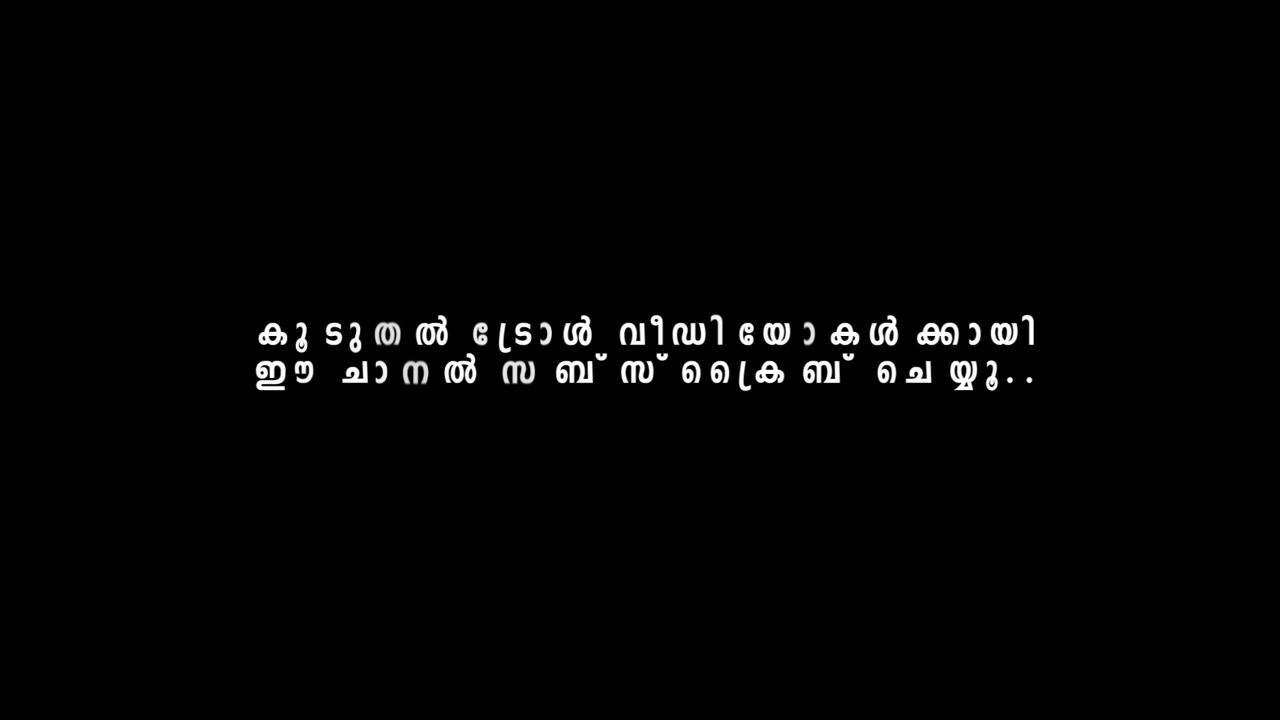 കൂടുതൽ ട്രോൾ വീഡിയോകൾക്കായി
ഈ ചാനൽ സബ്സ്ക്രൈബ് ചെയ്യൂ..